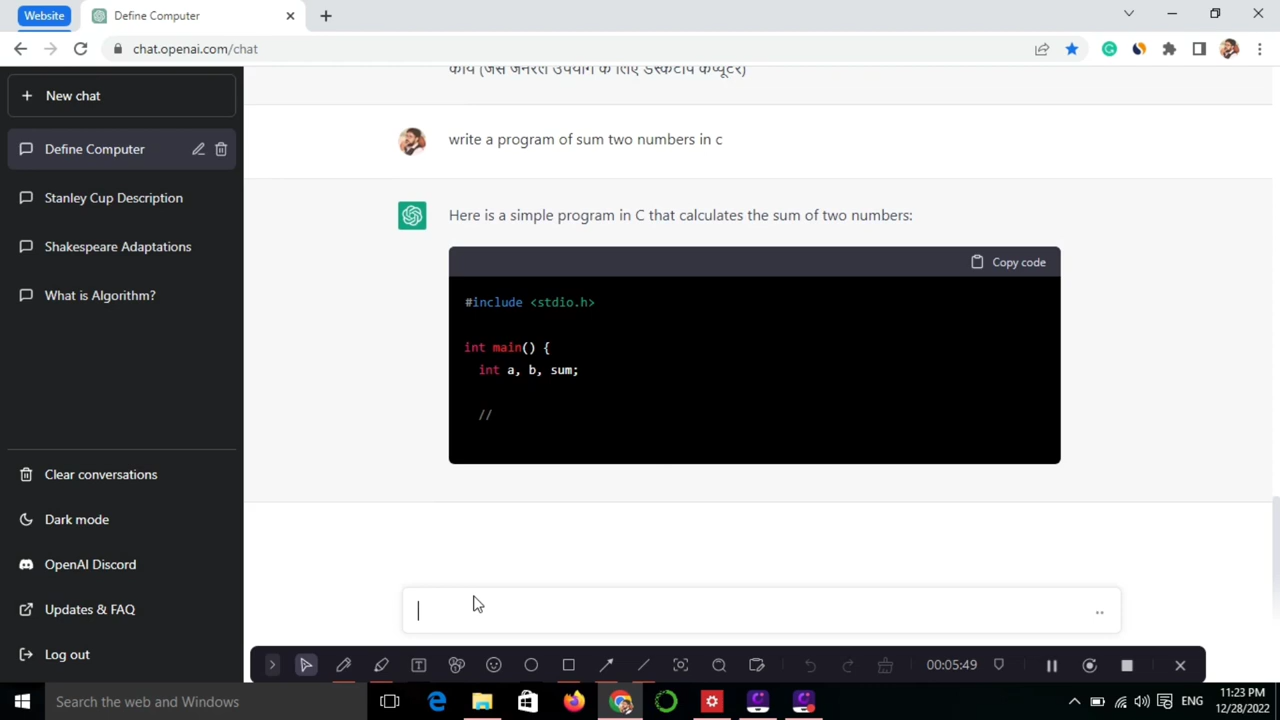 Website
Define Computer
chat.openai.com/chat
New chat
Define Computer
Stanley Cup Description
Shakespeare Adaptations
What is Algorithm?
Clear conversations
Dark mode
OpenAI Discord
Updates & FAQ
Log out
उपयोग के लिए
write a program of sum two numbers in c
Here is a simple program in C that calculates the sum of two numbers:
Copy code
#include <stdio.h>
int main() {
int a, b, sum;
//
00:05:49
Search the web and Windows
ENG
11:23 PM
12/28/2022